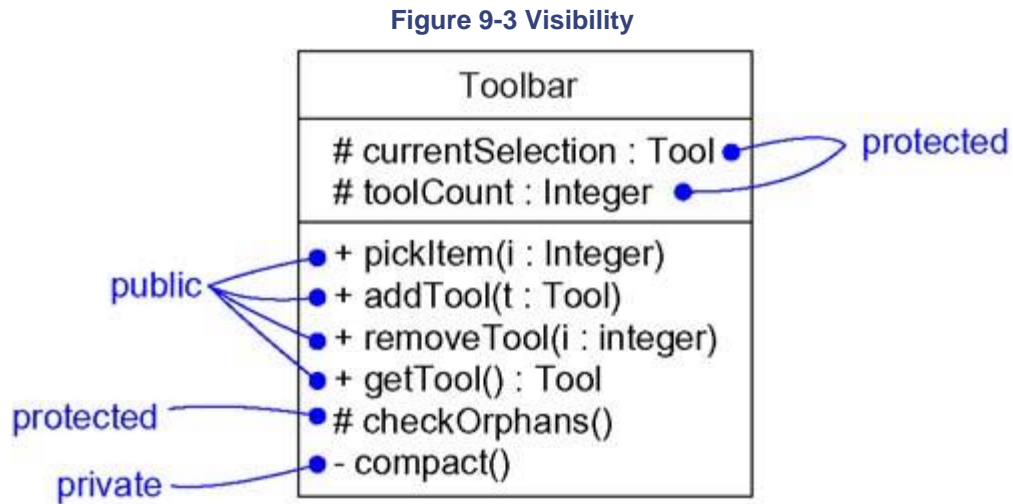 Figure 9-3 Visibility
Toolbar
# currentSelection : Tool
protected
# toolCount : Integer
+ pickItem(i : Integer)
public
+ addTool(t : Tool)
+ removeTool(i : integer)
+ getTool() : Tool
protected
# checkOrphans()
- compact()
private